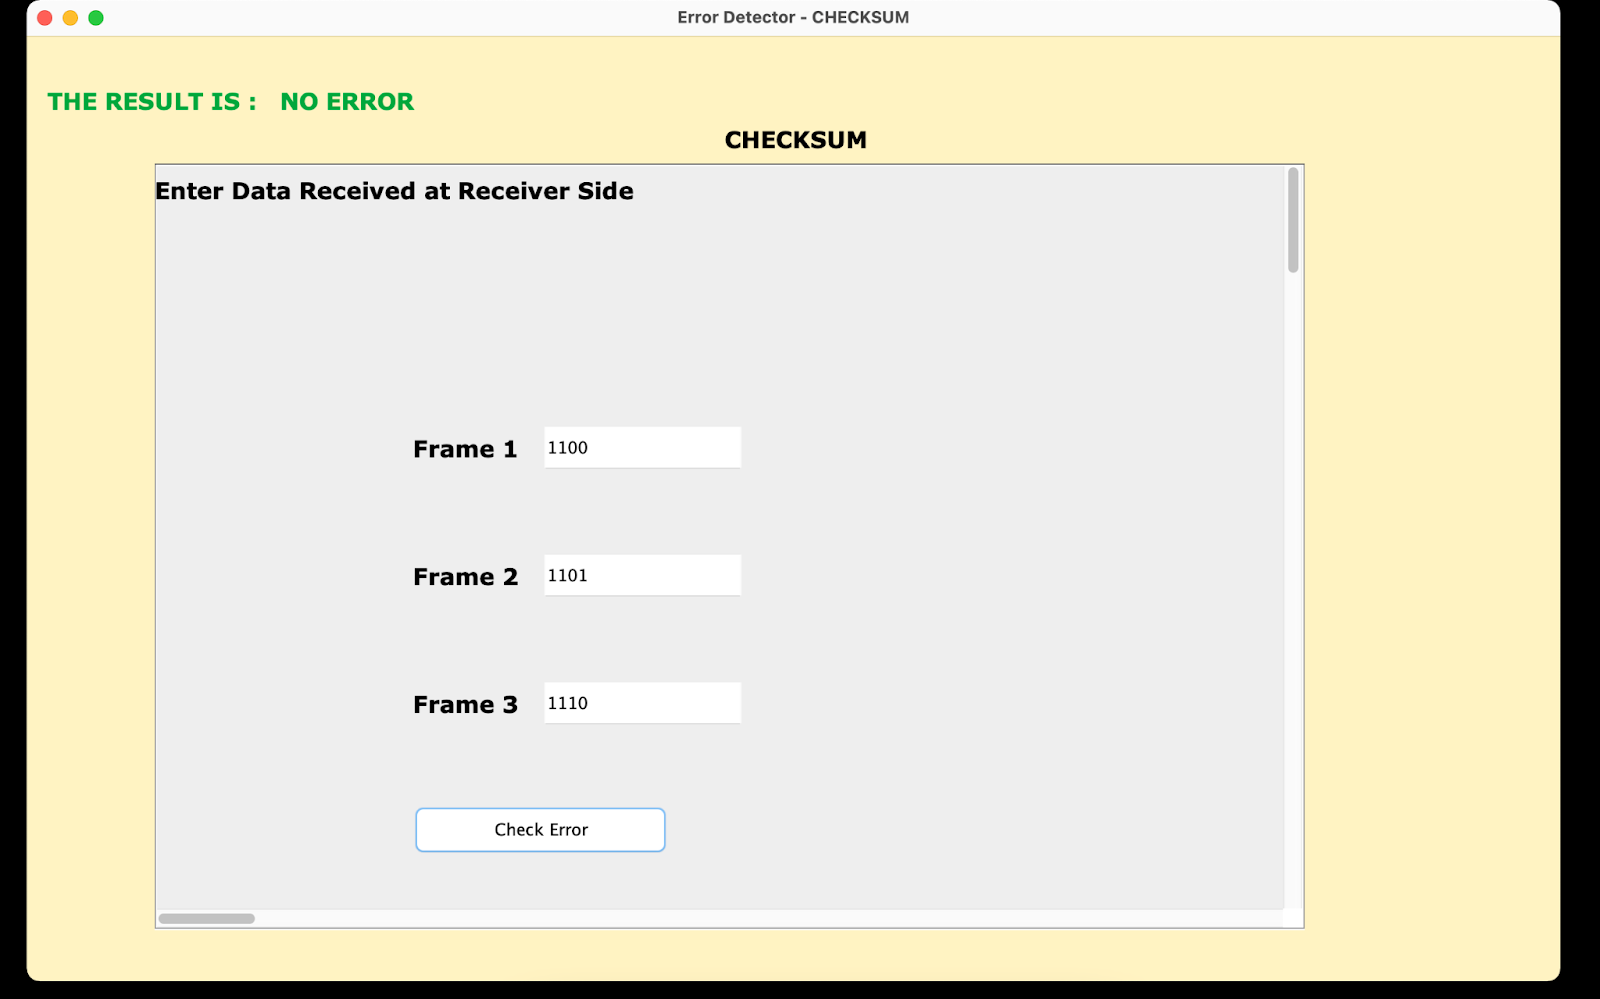 Error Detector - CHECKSUM
THE RESULT IS : NO ERROR
CHECKSUM
Enter Data Received at Receiver Side
Frame 1 1100
Frame 2 1101
Frame 3 1110
Check Error